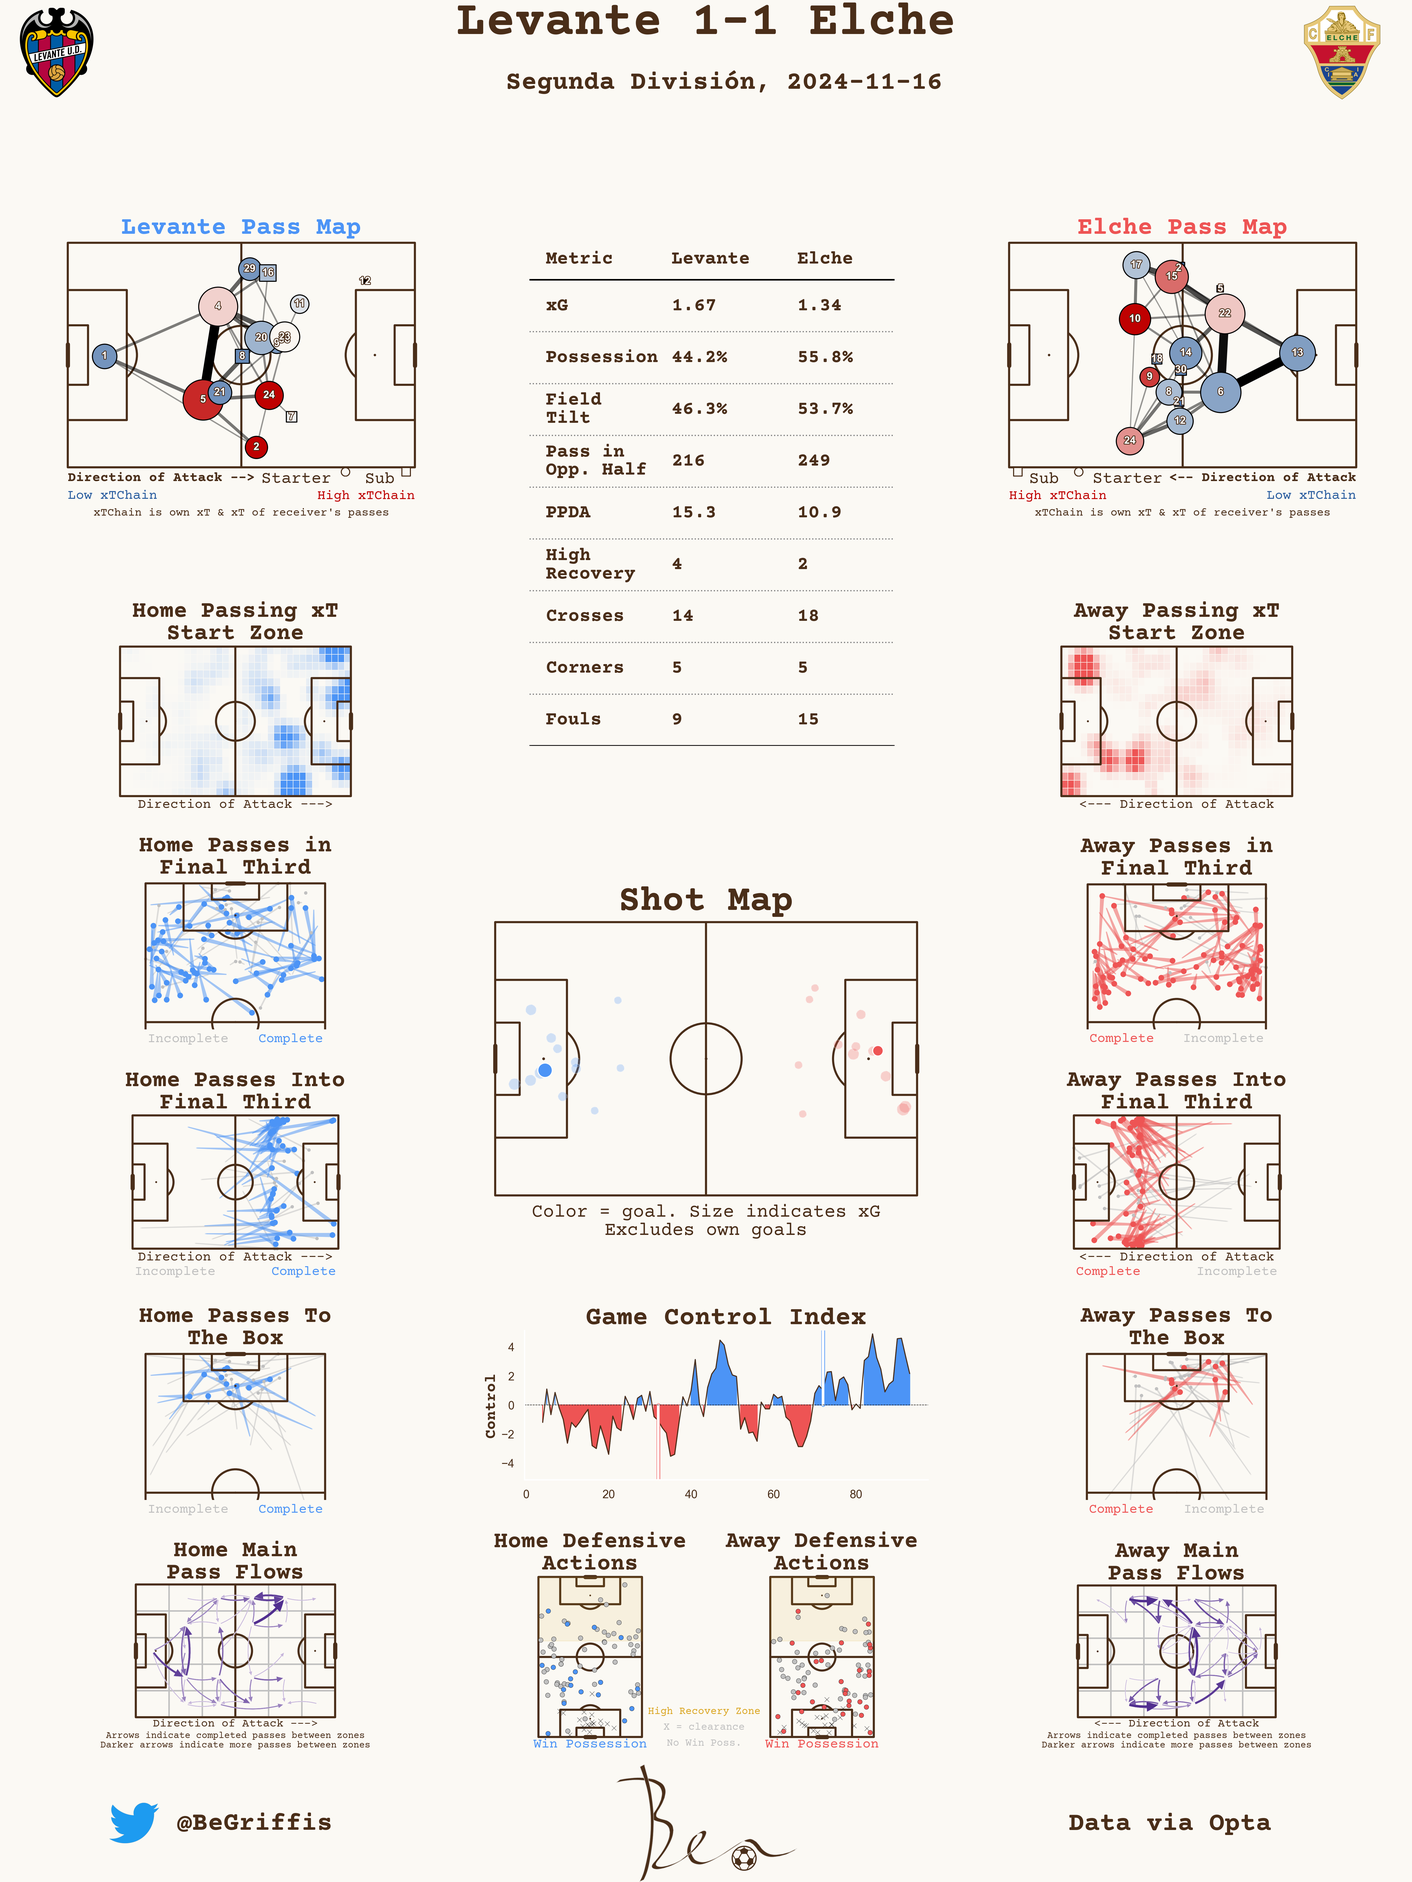 Levante 1-1 Elche
Segunda División, 2024-11-16
LEVANTE U.D.
C ELCHE F
Levante Pass Map
29
16
12
4
11
20
23
1
8
5
21
24
7
2
Direction of Attack --> Starter Sub
Low xTChain High xTChain
xTChain is own xT & xT of receiver's passes
Metric Levante Elche
xG 1.67 1.34
Possession 44.2% 55.8%
Field
Tilt 46.3% 53.7%
Pass in
Opp. Half 216 249
PPDA 15.3 10.9
High
Recovery 4 2
Crosses 14 18
Corners 5 5
Fouls 9 15
Elche Pass Map
17
15
2
5
10
22
14
13
18
30
9
8
6
21
12
24
Sub Starter <-- Direction of Attack
High xTChain Low xTChain
xTChain is own xT & xT of receiver's passes
Home Passing xT
Start Zone
Direction of Attack --->
Away Passing xT
Start Zone
<--- Direction of Attack
Home Passes in
Final Third
Incomplete Complete
Away Passes in
Final Third
Complete Incomplete
Shot Map
Color = goal. Size indicates xG
Excludes own goals
Home Passes Into
Final Third
Direction of Attack --->
Incomplete Complete
Away Passes Into
Final Third
<--- Direction of Attack
Complete Incomplete
Home Passes To
The Box
Incomplete Complete
Game Control Index
Control
4
2
0
−2
−4
0 20 40 60 80
Away Passes To
The Box
Complete Incomplete
Home Main
Pass Flows
Direction of Attack --->
Arrows indicate completed passes between zones
Darker arrows indicate more passes between zones
Home Defensive
Actions
Win Possession
High Recovery Zone
X = clearance
No Win Poss.
Away Defensive
Actions
Win Possession
Away Main
Pass Flows
<--- Direction of Attack
Arrows indicate completed passes between zones
Darker arrows indicate more passes between zones
@BeGriffis
Ben
Data via Opta